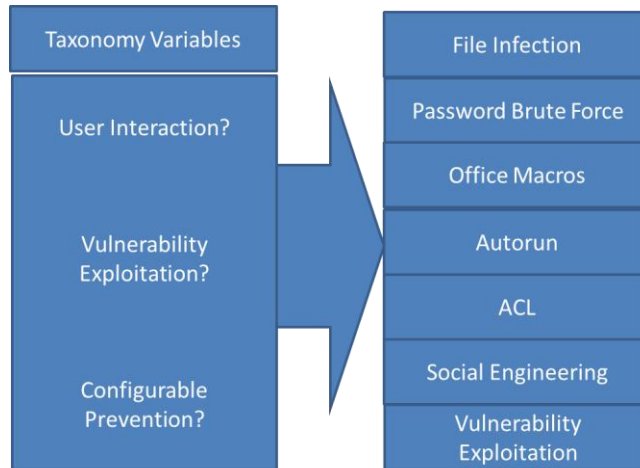 Taxonomy Variables
User Interaction?
Vulnerability
Exploitation?
Configurable
Prevention?
File Infection
Password Brute Force
Office Macros
Autorun
ACL
Social Engineering
Vulnerability
Exploitation